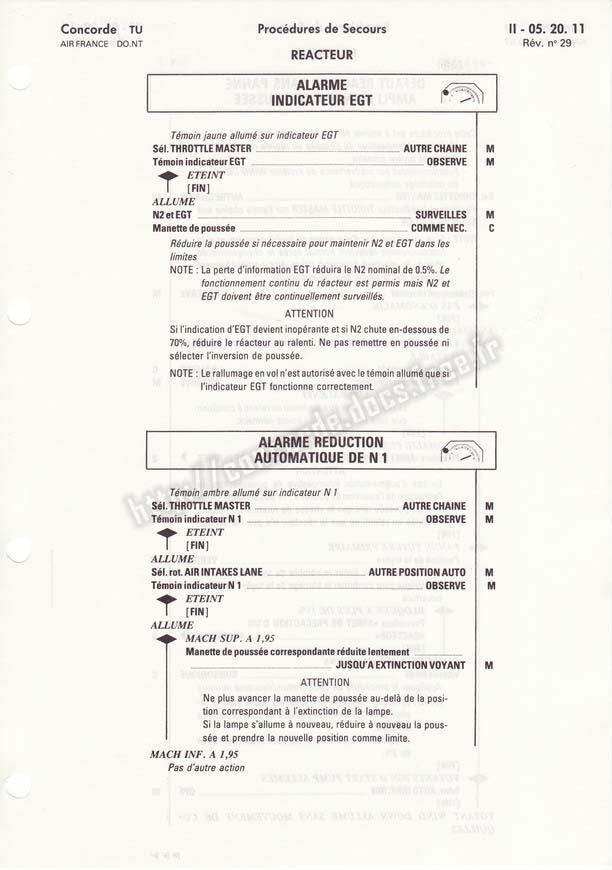 Concorde TU
AIR FRANCE DO.NT
Procédures de Secours
II - 05. 20. 11
Rév. n° 29
REACTEUR
ALARME
INDICATEUR EGT
Témoin jaune allumé sur indicateur EGT
Sél. THROTTLE MASTER AUTRE CHAINE M
Témoin indicateur EGT OBSERVE M
ETEINT
[FIN]
ALLUME
N2 et EGT SURVEILLES M
Manette de poussée COMME NEC. C
Réduire la poussée si nécessaire pour maintenir N2 et EGT dans les
limites
NOTE : La perte d'information EGT réduira le N2 nominal de 0.5%. Le
fonctionnement continu du réacteur est permis mais N2 et
EGT doivent être continuellement surveillés.
ATTENTION
Si l'indication d'EGT devient inopérante et si N2 chute en-dessous de
70%, réduire le réacteur au ralenti. Ne pas remettre en poussée ni
sélecter l'inversion de poussée.
NOTE : Le rallumage en vol n'est autorisé avec le témoin allumé que si
l'indicateur EGT fonctionne correctement.
http://concorde.docs.free.fr
ALARME REDUCTION
AUTOMATIQUE DE N 1
Témoin ambre allumé sur indicateur N 1
Sél. THROTTLE MASTER AUTRE CHAINE M
Témoin indicateur N 1 OBSERVE M
ETEINT
[FIN]
ALLUME
Sél. rot. AIR INTAKES LANE AUTRE POSITION AUTO M
Témoin indicateur N 1 OBSERVE M
ETEINT
[FIN]
ALLUME
MACH SUP. A 1,95
Manette de poussée correspondante réduite lentement
JUSQU'A EXTINCTION VOYANT M
ATTENTION
Ne plus avancer la manette de poussée au-delà de la posi-
tion correspondant à l'extinction de la lampe.
Si la lampe s'allume à nouveau, réduire à nouveau la pous-
sée et prendre la nouvelle position comme limite.
MACH INF. A 1,95
Pas d'autre action